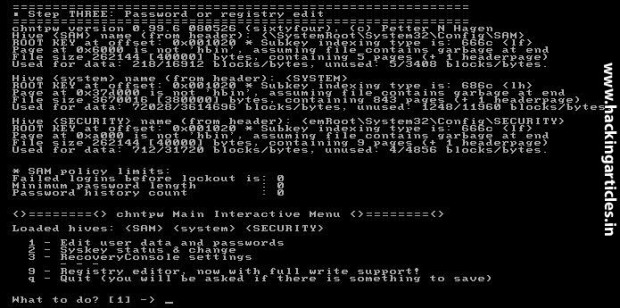 =========================================================
* Step THREE: Password or registry edit
=========================================================
chntpw version 0.99.6 080526 (sixtyfour), (c) Petter N Hagen
Hive <SAM> name (from header): <\SystemRoot\System32\Config\SAM>
ROOT KEY at offset: 0x001020 * Subkey indexing type is: 666c <lf>
Page at 0x6000 is not 'hbin', assuming file contains garbage at end
File size 262144 [40000] bytes, containing 5 pages (+ 1 headerpage)
Used for data: 218/16912 blocks/bytes, unused: 5/3408 blocks/bytes.

Hive <system> name (from header): <SYSTEM>
ROOT KEY at offset: 0x001020 * Subkey indexing type is: 686c <lh>
Page at 0x37d000 is not 'hbin', assuming file contains garbage at end
File size 3670016 [380000] bytes, containing 843 pages (+ 1 headerpage)
Used for data: 72028/3614696 blocks/bytes, unused: 1249/11960 blocks/bytes.

Hive <SECURITY> name (from header): <emRoot\System32\Config\SECURITY>
ROOT KEY at offset: 0x001020 * Subkey indexing type is: 666c <lf>
Page at 0xa000 is not 'hbin', assuming file contains garbage at end
File size 262144 [40000] bytes, containing 9 pages (+ 1 headerpage)
Used for data: 712/31720 blocks/bytes, unused: 4/4856 blocks/bytes.

* SAM policy limits:
Failed logins before lockout is: 0
Minimum password length        : 0
Password history count         : 0

<>========<> chntpw Main Interactive Menu <>========<>

Loaded hives: <SAM> <system> <SECURITY>

  1 - Edit user data and passwords
  2 - Syskey status & change
  3 - RecoveryConsole settings
      - - -
  9 - Registry editor, now with full write support!
  q - Quit (you will be asked if there is something to save)

What to do? [1] -> _
www.hackingarticles.in